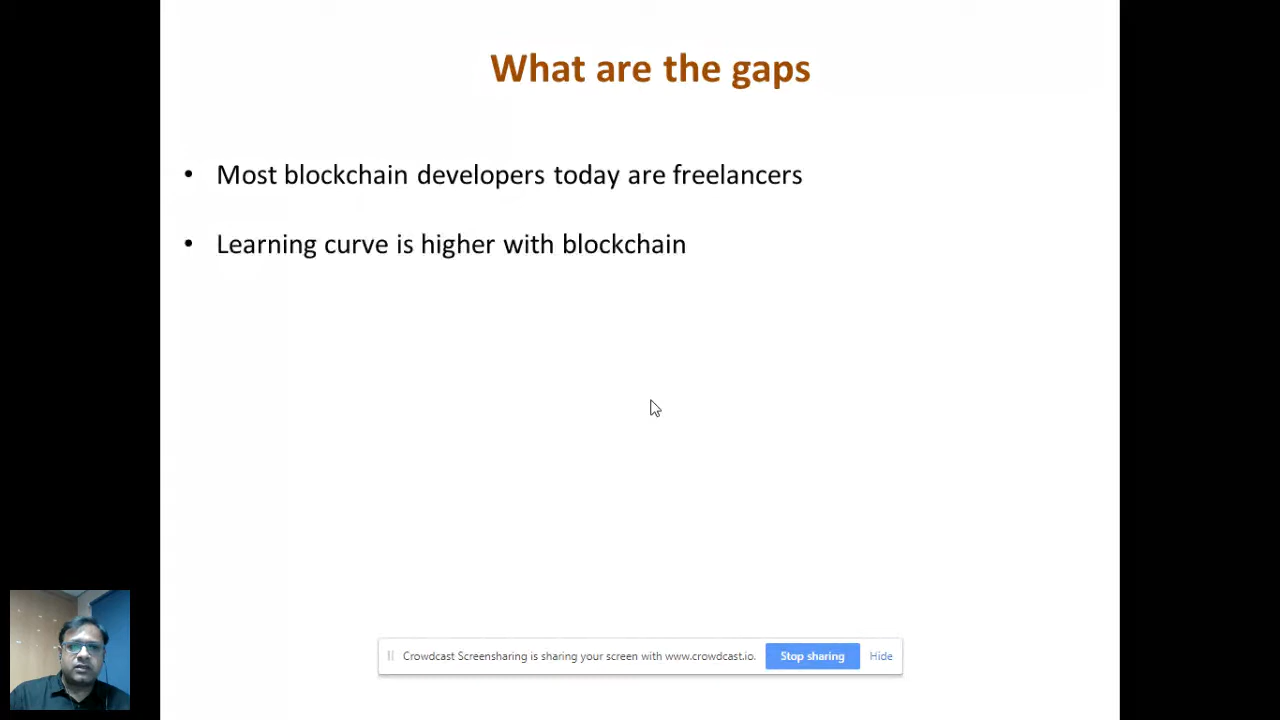 What are the gaps
• Most blockchain developers today are freelancers
• Learning curve is higher with blockchain
Crowdcast Screensharing is sharing your screen with www.crowdcast.io.
Stop sharing
Hide